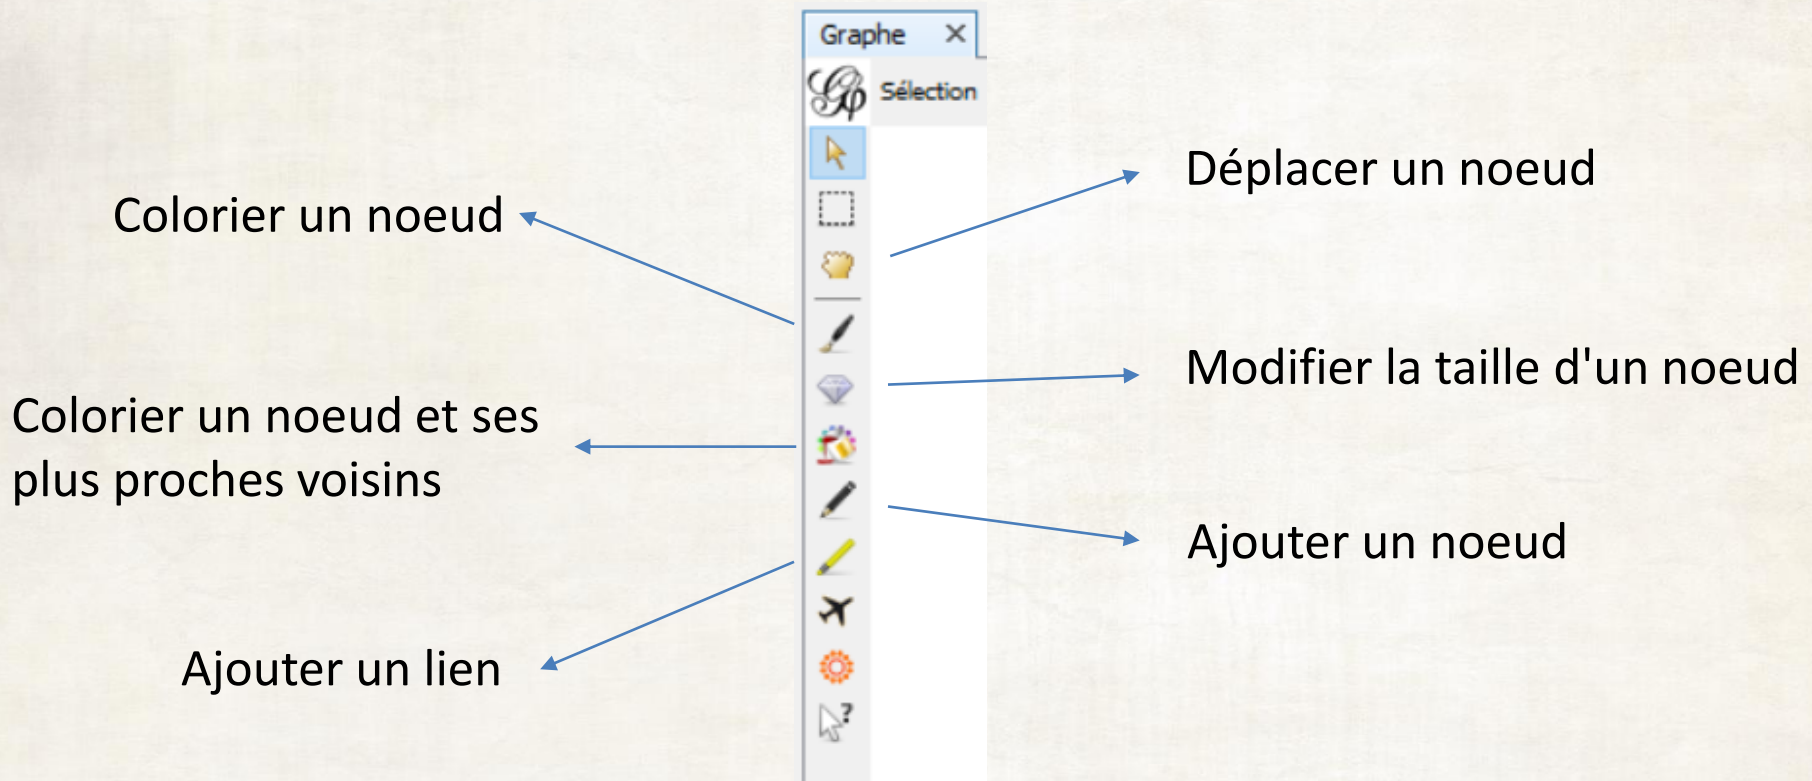 Graphe
Sélection
Déplacer un noeud
Colorier un noeud
Modifier la taille d'un noeud
Colorier un noeud et ses
plus proches voisins
Ajouter un noeud
Ajouter un lien
?